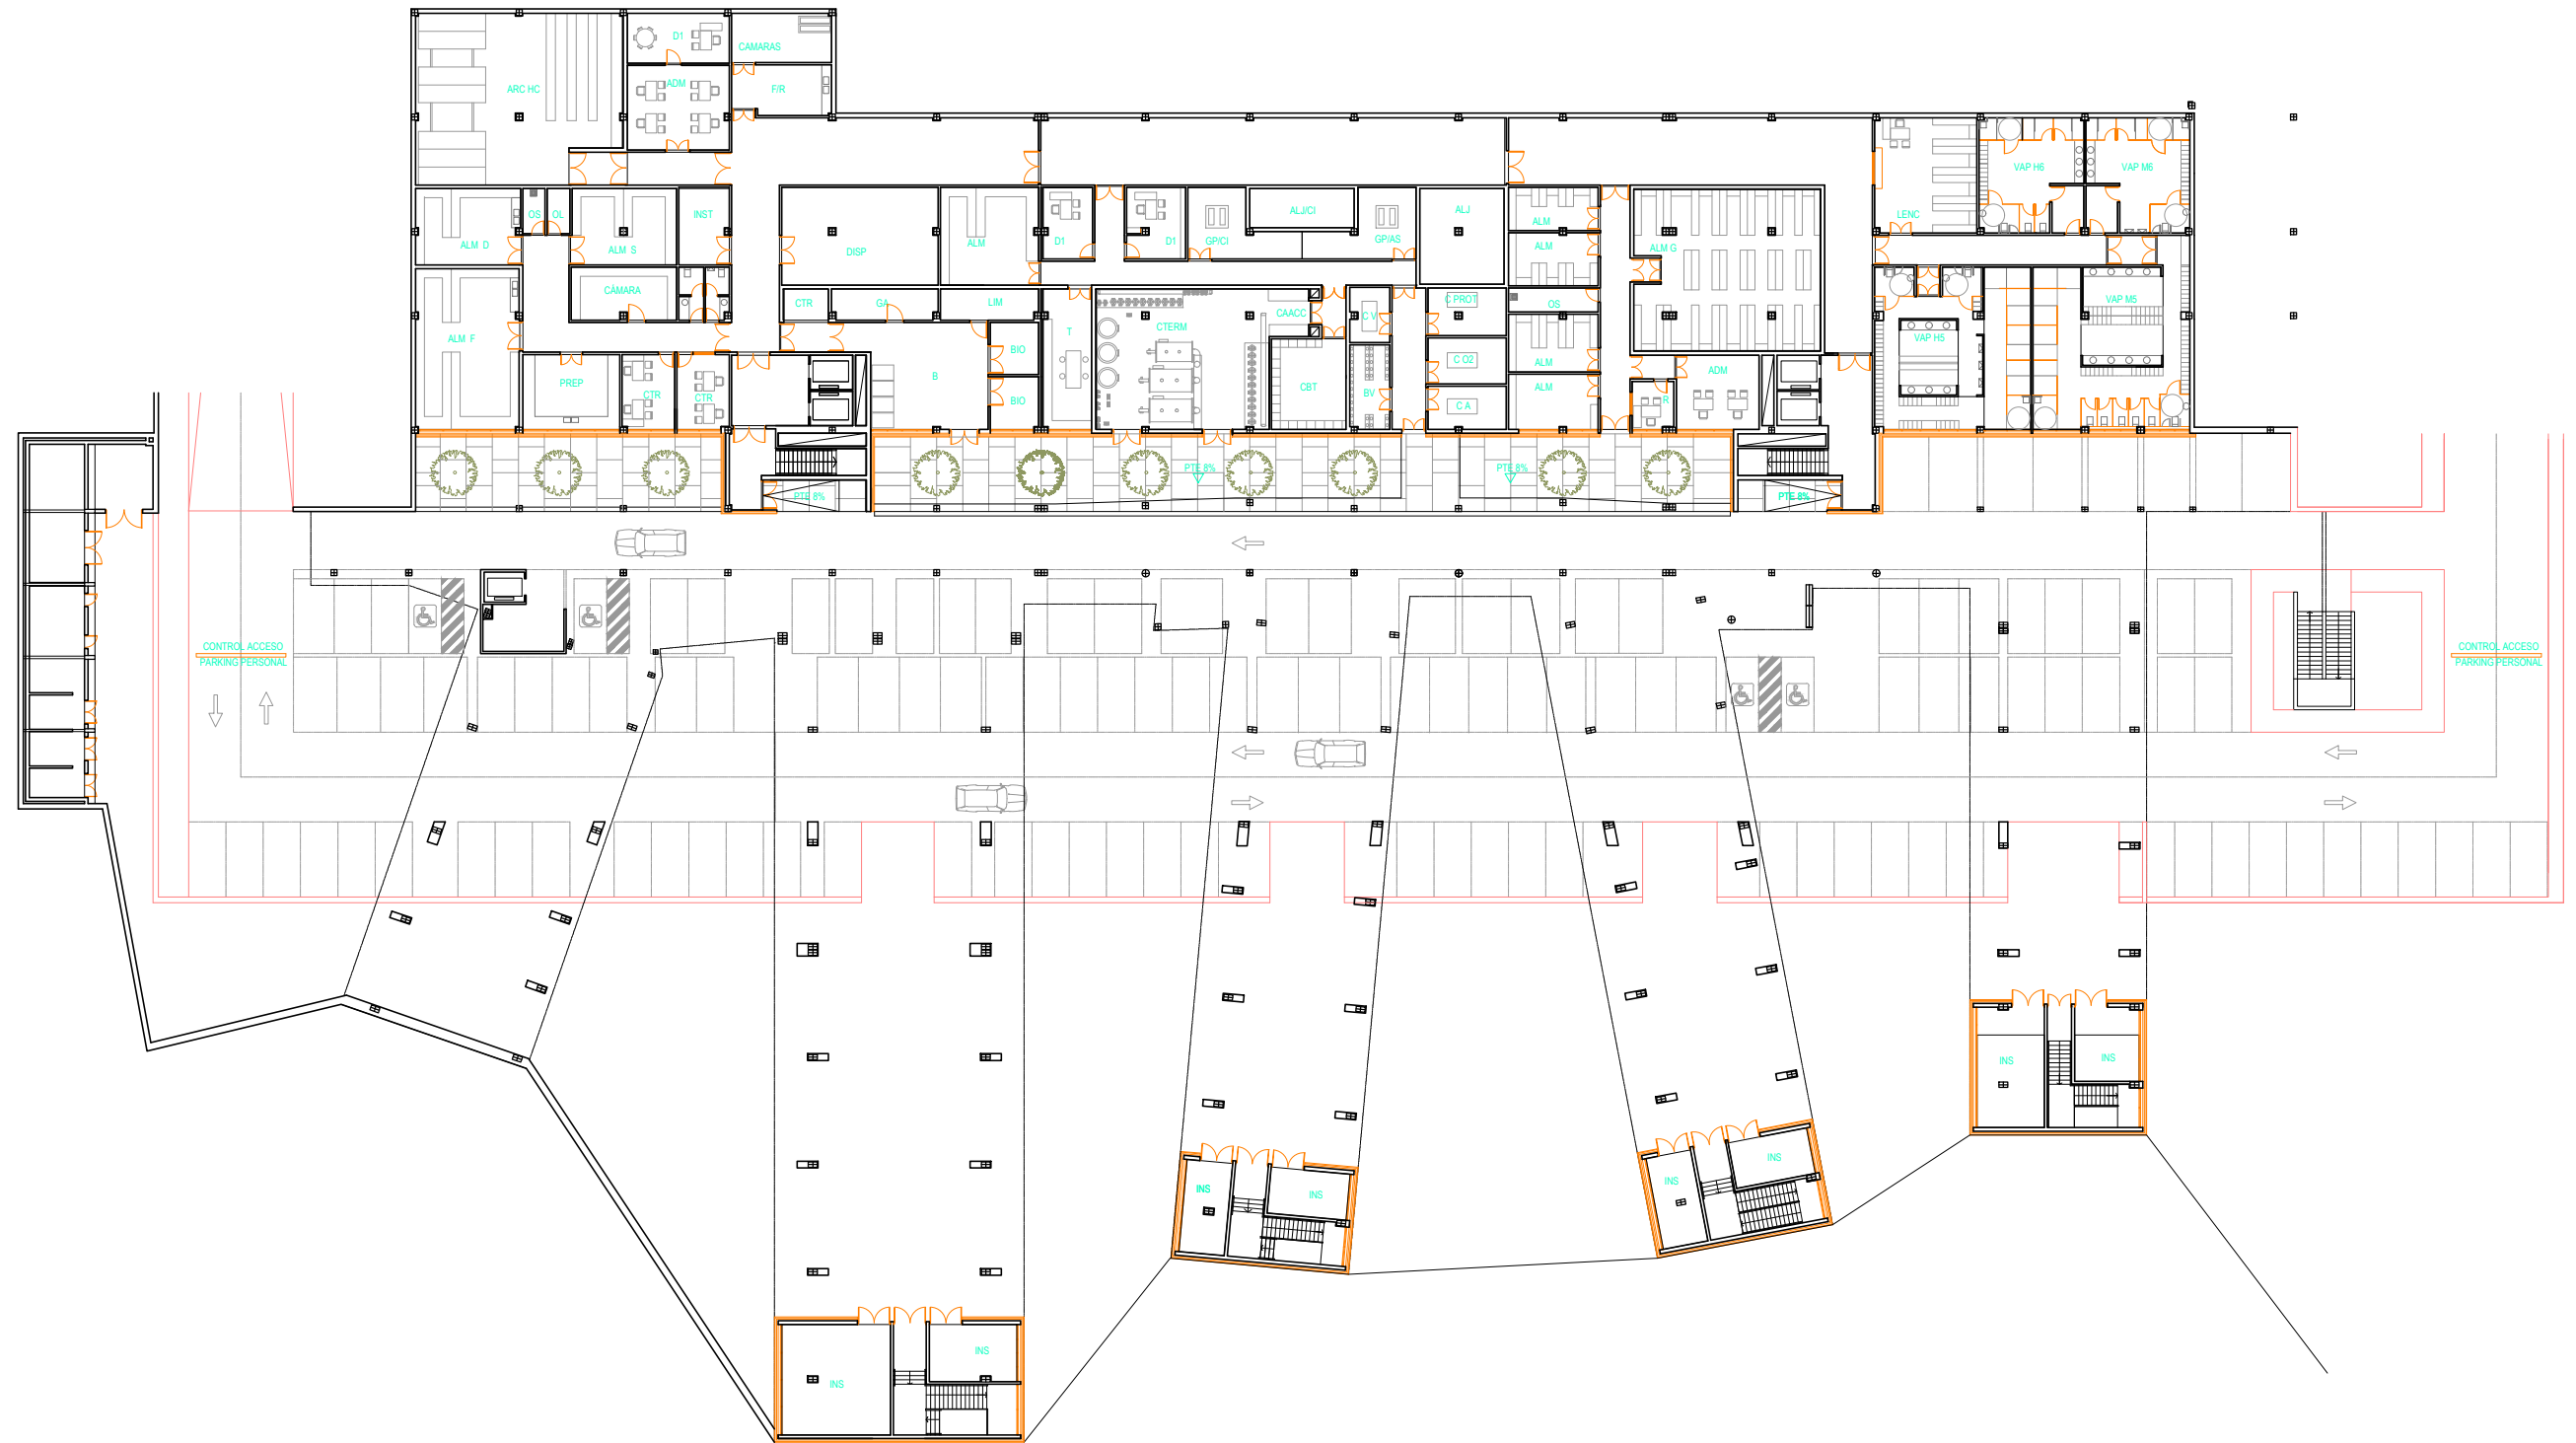 D1
CAMARAS
ARC HC
ADM
F/R
VAP H6
VAP M6
ALM D
OS
OL
ALM S
INST
DISP
ALM
D1
D1
GP/CI
ALJ/CI
GP/AS
ALJ
ALM
ALM
ALM G
LENC
CÁMARA
CTR
GA
LIM
T
CTERM
CAACC
C V
C PROT
OS
VAP M5
ALM F
BIO
B
BIO
PREP
CTR
CTR
CBT
BV
C O2
C A
ALM
ALM
R
ADM
VAP H5
PTE 8%
PTE 8%
PTE 8%
PTE 8%
CONTROL ACCESO
PARKING PERSONAL
CONTROL ACCESO
PARKING PERSONAL
INS
INS
INS
INS
INS
INS
INS
INS